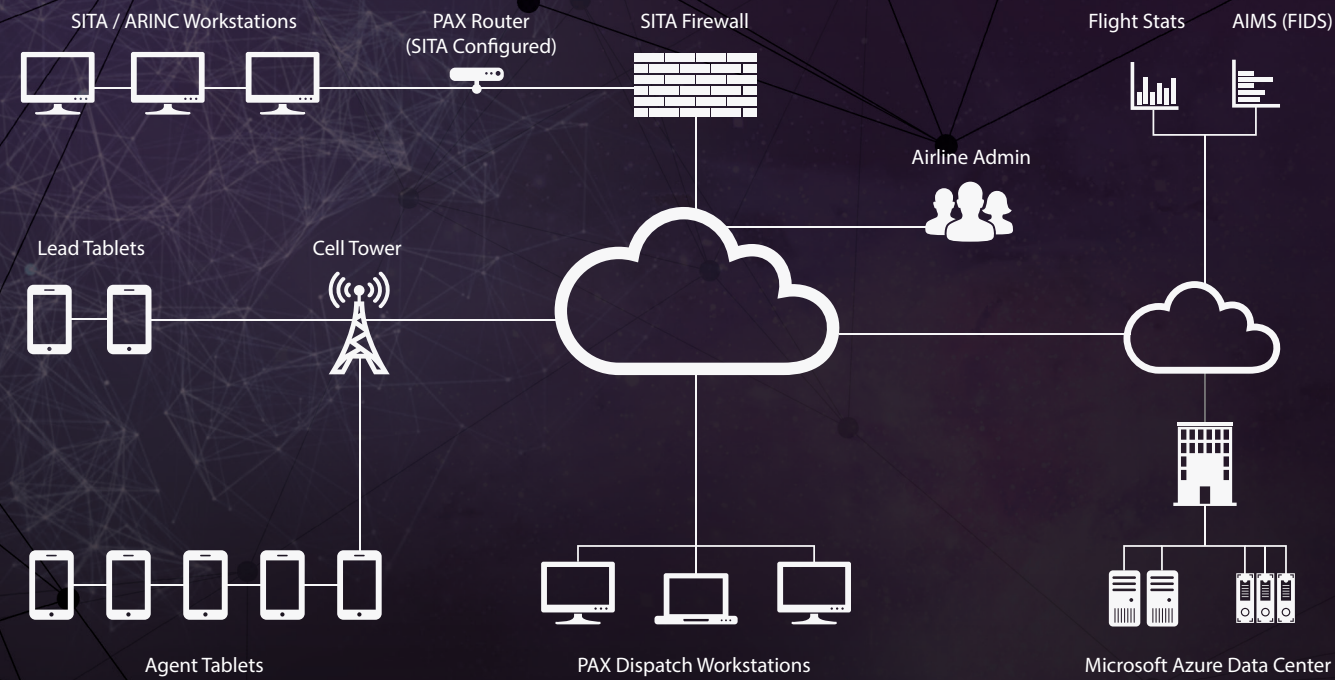 SITA / ARINC Workstations
PAX Router
(SITA Configured)
SITA Firewall
Flight Stats
AIMS (FIDS)
Airline Admin
Lead Tablets
Cell Tower
Agent Tablets
PAX Dispatch Workstations
Microsoft Azure Data Center